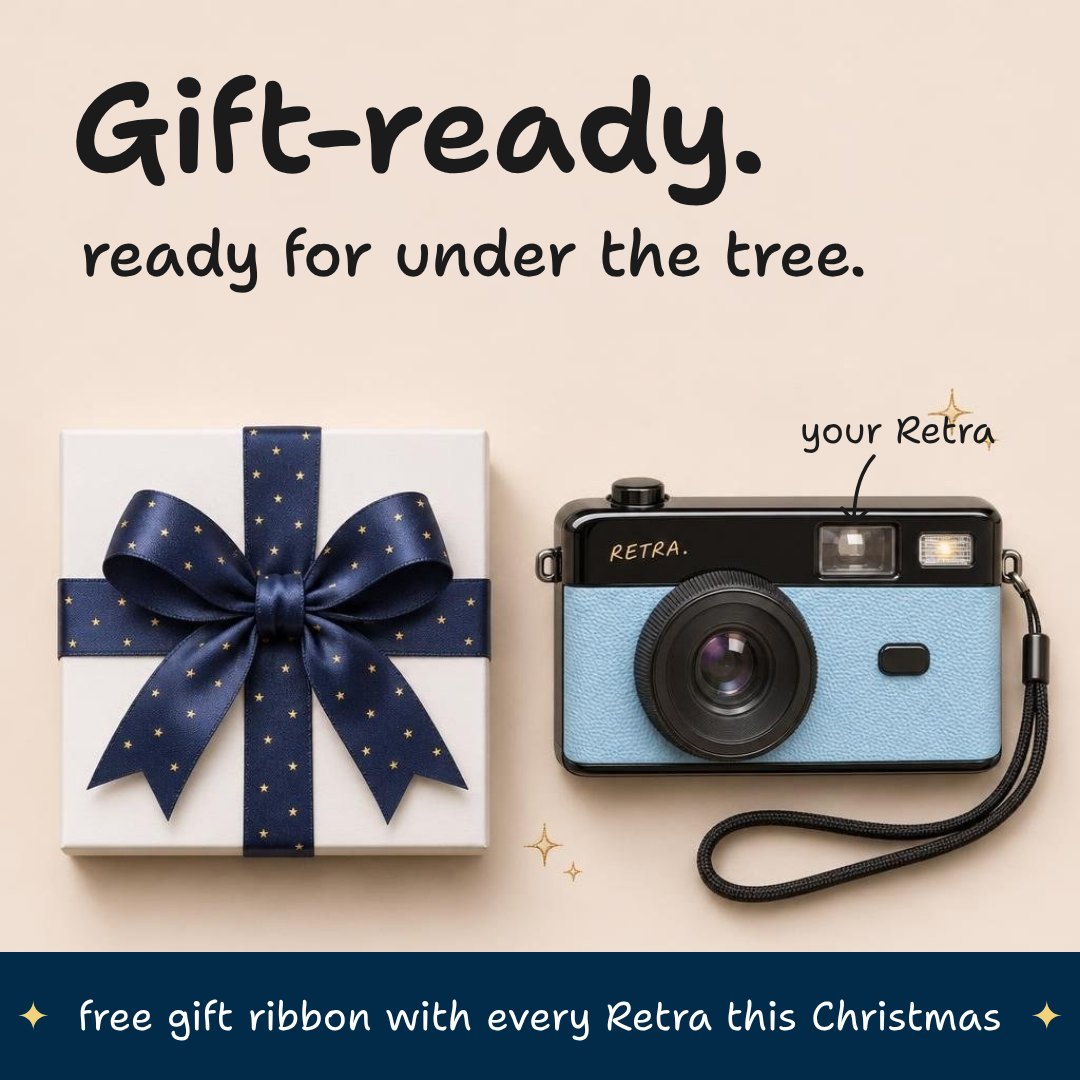 Gift-ready.
ready for under the tree.
your Retra
RETRA.
free gift ribbon with every Retra this Christmas